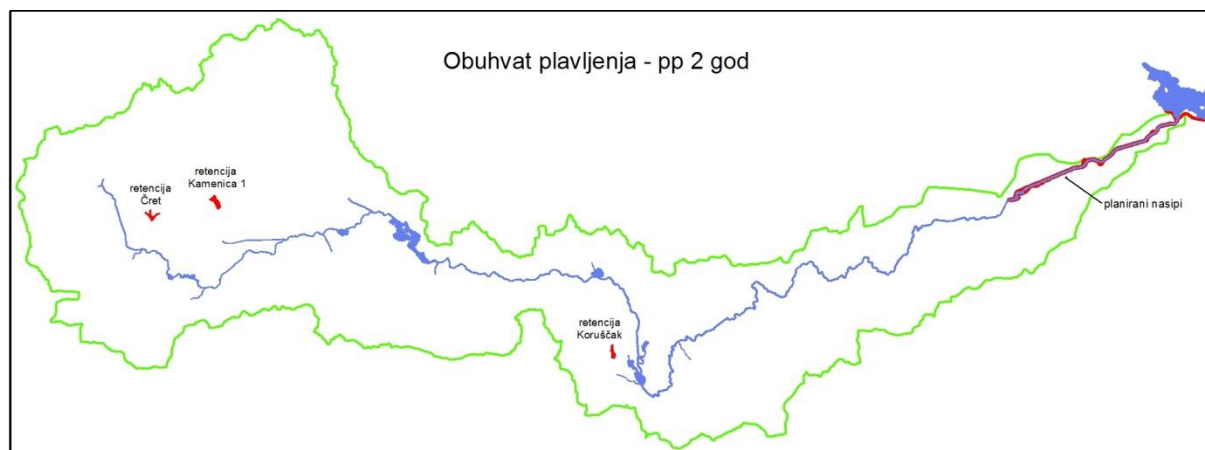 Obuhvat plavljenja - pp 2 god
retencija
Kamenica 1
retencija
Čret
planirani nasipi
retencija
Koruščak